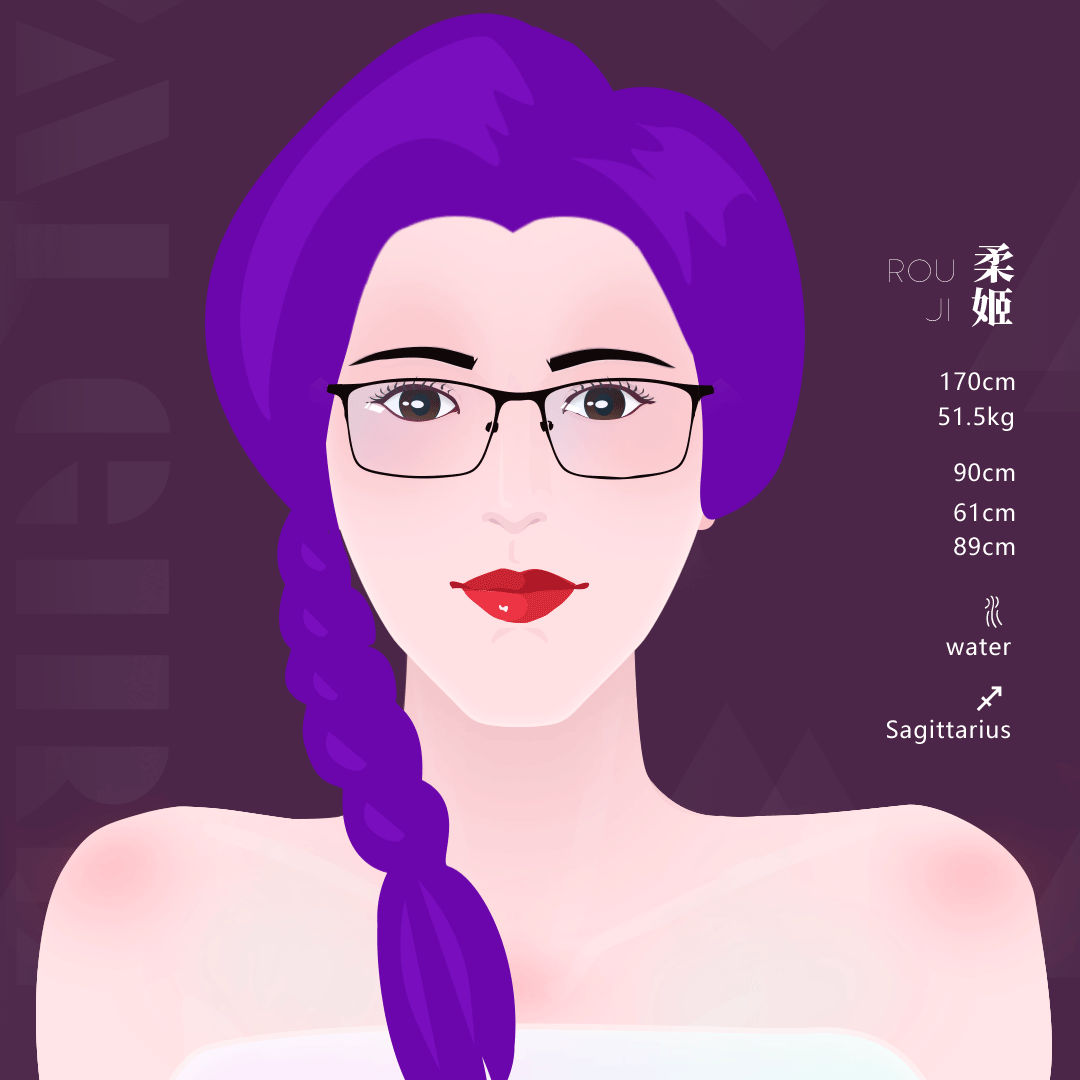 柔姬
ROU
JI
170cm
51.5kg
90cm
61cm
89cm
water
Sagittarius